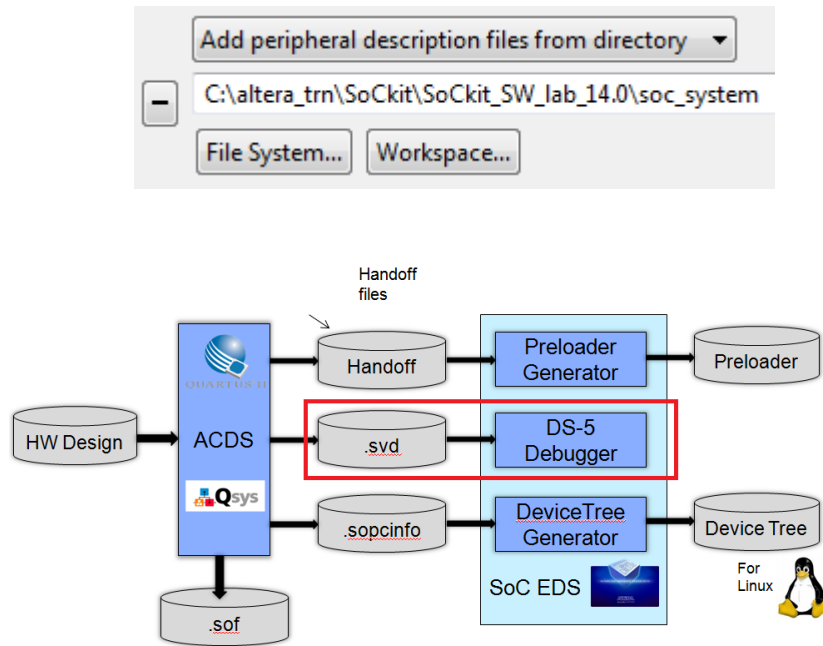 Add peripheral description files from directory
C:\altera_trn\SoCkit\SoCkit_SW_lab_14.0\soc_system
File System...
Workspace...
Handoff
files
QUARTUS II
Handoff
Preloader
Generator
Preloader
HW Design
ACDS
.svd
DS-5
Debugger
Qsys
.sopcinfo
DeviceTree
Generator
Device Tree
SoC EDS
For
Linux
.sof